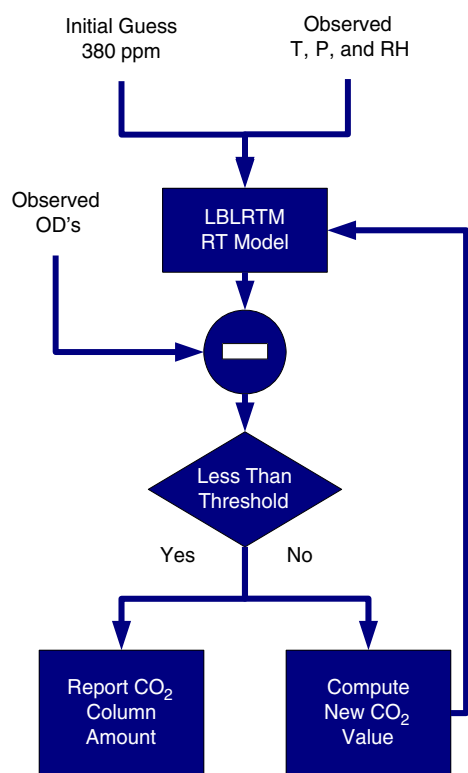 Initial Guess
380 ppm
Observed
T, P, and RH
Observed
OD's
LBLRTM
RT Model
Less Than
Threshold
Yes
No
Report CO₂
Column
Amount
Compute
New CO₂
Value